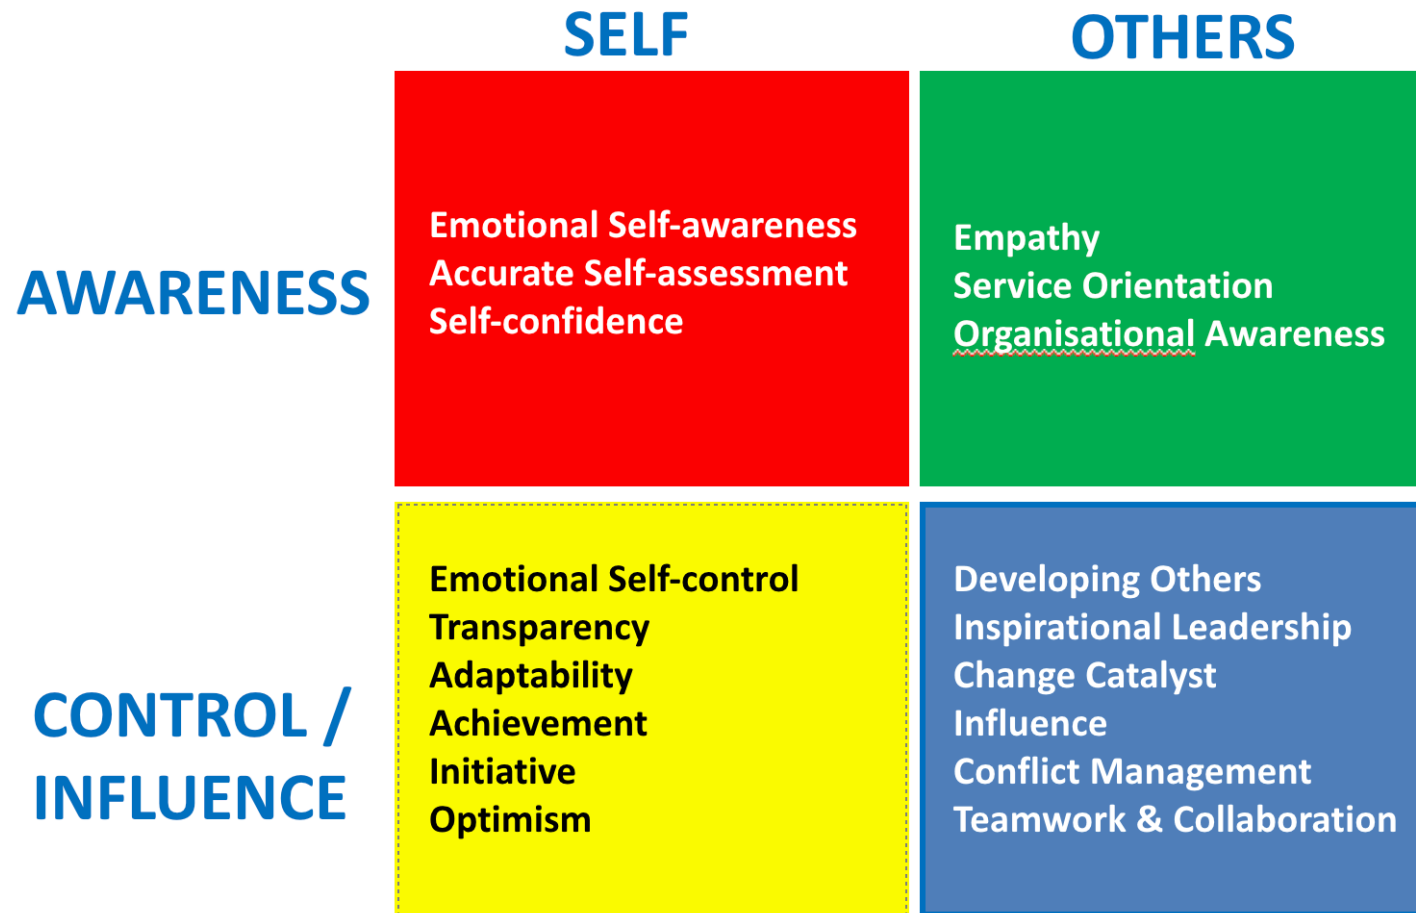 SELF
OTHERS
AWARENESS
Emotional Self-awareness
Accurate Self-assessment
Self-confidence
Empathy
Service Orientation
Organisational Awareness
CONTROL /
INFLUENCE
Emotional Self-control
Transparency
Adaptability
Achievement
Initiative
Optimism
Developing Others
Inspirational Leadership
Change Catalyst
Influence
Conflict Management
Teamwork & Collaboration